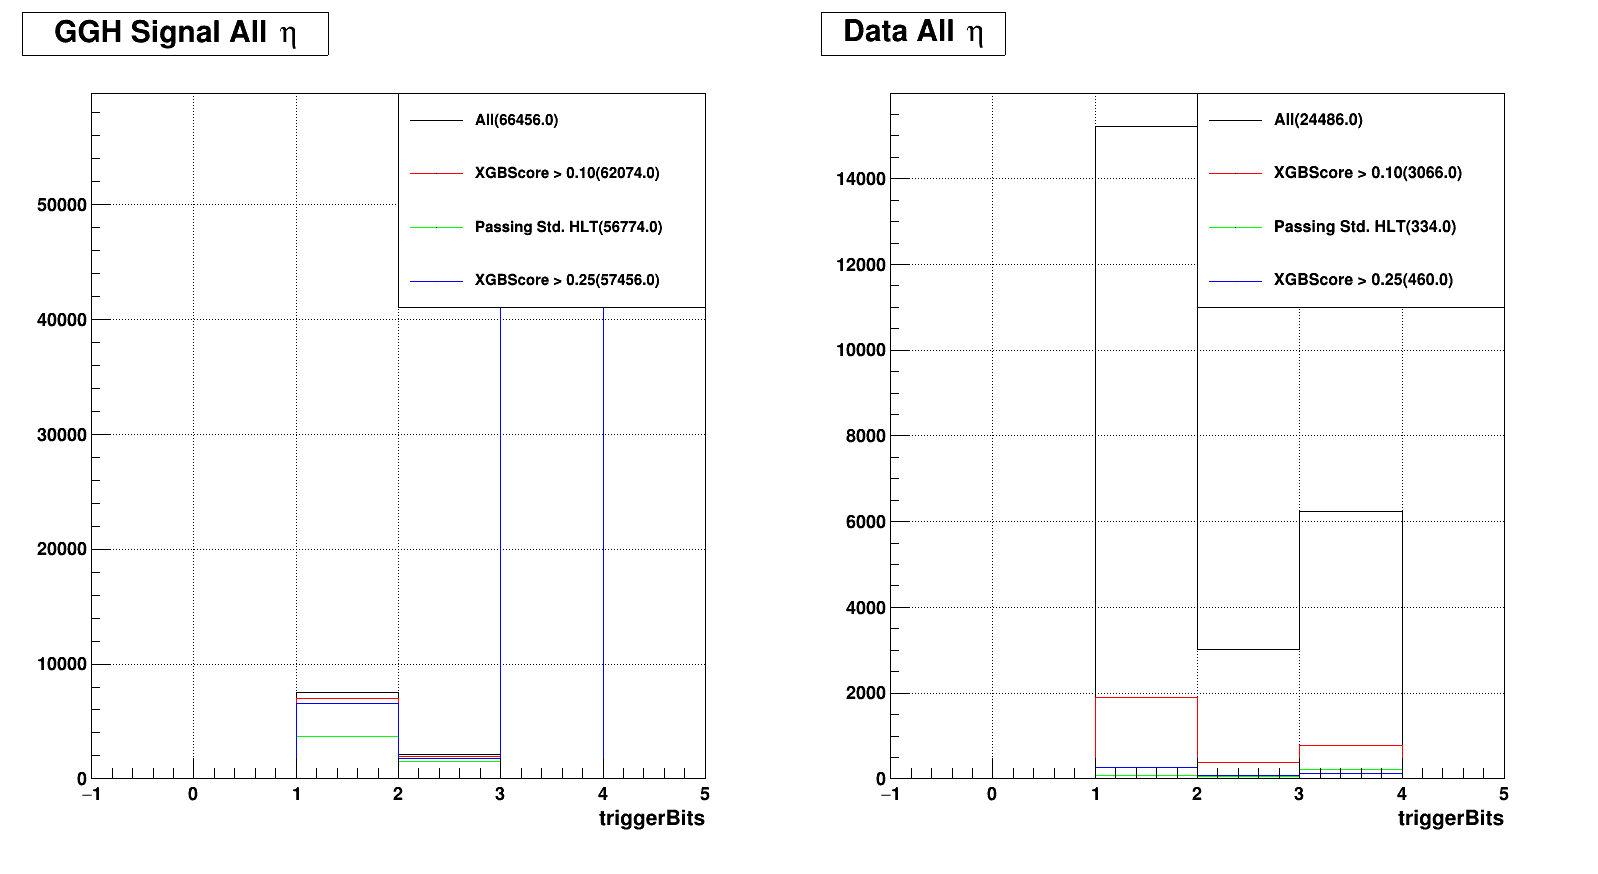 GGH Signal All η
All(66456.0)
XGBScore > 0.10(62074.0)
Passing Std. HLT(56774.0)
XGBScore > 0.25(57456.0)
50000
40000
30000
20000
10000
0
−1 0 1 2 3 4 5
triggerBits
Data All η
All(24486.0)
XGBScore > 0.10(3066.0)
Passing Std. HLT(334.0)
XGBScore > 0.25(460.0)
14000
12000
10000
8000
6000
4000
2000
0
−1 0 1 2 3 4 5
triggerBits